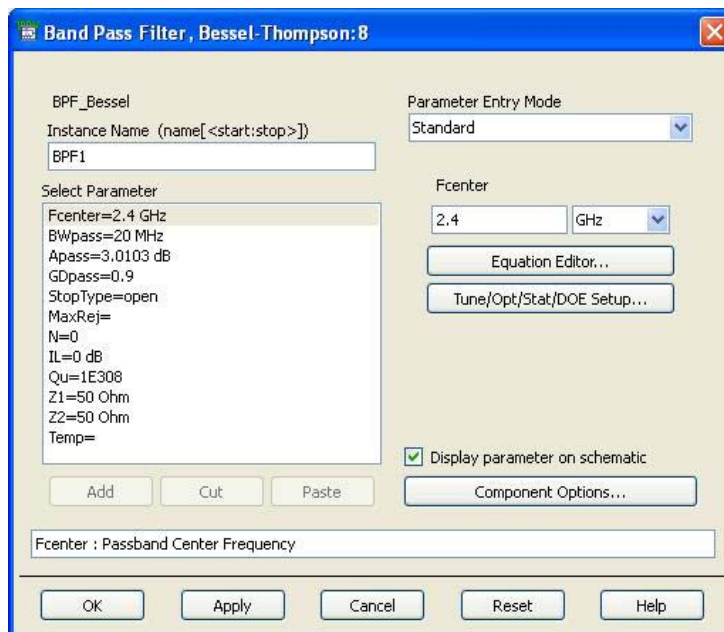 Band Pass Filter, Bessel-Thompson:8
BPF_Bessel
Instance Name (name[<start:stop>])
BPF1
Select Parameter
Fcenter=2.4 GHz
BWpass=20 MHz
Apass=3.0103 dB
GDpass=0.9
StopType=open
MaxRej=
N=0
IL=0 dB
Qu=1E308
Z1=50 Ohm
Z2=50 Ohm
Temp=
Add
Cut
Paste
Parameter Entry Mode
Standard
Fcenter
2.4
GHz
Equation Editor...
Tune/Opt/Stat/DOE Setup...
Display parameter on schematic
Component Options...
Fcenter : Passband Center Frequency
OK
Apply
Cancel
Reset
Help